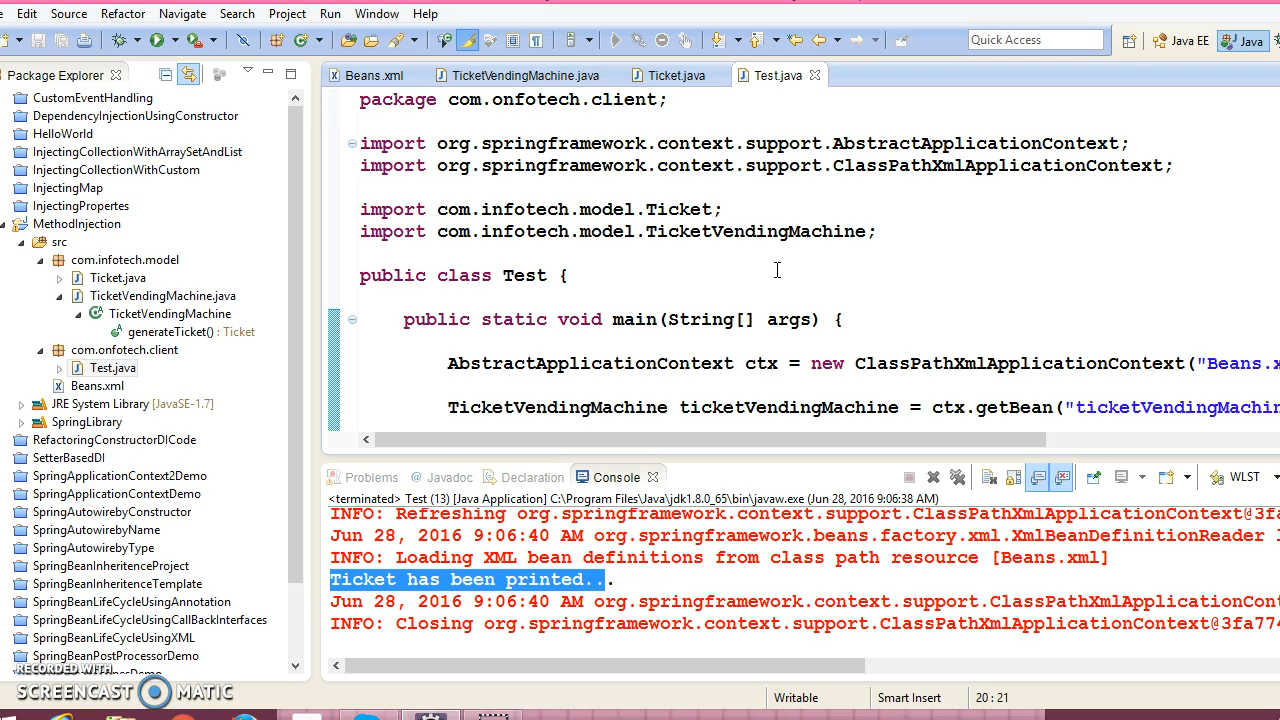 Edit Source Refactor Navigate Search Project Run Window Help
Quick Access
Java EE
Java
Package Explorer
CustomEventHandling
DependencyInjectionUsingConstructor
HelloWorld
InjectingCollectionWithArraySetAndList
InjectingCollectionWithCustom
InjectingMap
InjectingPropertes
MethodInjection
src
com.infotech.model
Ticket.java
TicketVendingMachine.java
TicketVendingMachine
generateTicket() : Ticket
com.onfotech.client
Test.java
Beans.xml
JRE System Library [JavaSE-1.7]
SpringLibrary
RefactoringConstructorDICode
SetterBasedDI
SpringApplicationContext2Demo
SpringApplicationContextDemo
SpringAutowirebyConstructor
SpringAutowirebyName
SpringAutowirebyType
SpringBeanInheritenceProject
SpringBeanInheritenceTemplate
SpringBeanLifeCycleUsingAnnotation
SpringBeanLifeCycleUsingCallBackInterfaces
SpringBeanLifeCycleUsingXML
SpringBeanPostProcessorDemo
RECORDED WITH
SCREENCAST MATIC
Beans.xml TicketVendingMachine.java Ticket.java Test.java
package com.onfotech.client;
import org.springframework.context.support.AbstractApplicationContext;
import org.springframework.context.support.ClassPathXmlApplicationContext;
import com.infotech.model.Ticket;
import com.infotech.model.TicketVendingMachine;
public class Test {
public static void main(String[] args) {
AbstractApplicationContext ctx = new ClassPathXmlApplicationContext("Beans.x
TicketVendingMachine ticketVendingMachine = ctx.getBean("ticketVendingMachin
Problems @ Javadoc Declaration Console
WLST
<terminated> Test (13) [Java Application] C:\Program Files\Java\jdk1.8.0_65\bin\javaw.exe (Jun 28, 2016 9:06:38 AM)
INFO: Refreshing org.springframework.context.support.ClassPathXmlApplicationContext@3fa
Jun 28, 2016 9:06:40 AM org.springframework.beans.factory.xml.XmlBeanDefinitionReader l
INFO: Loading XML bean definitions from class path resource [Beans.xml]
Ticket has been printed...
Jun 28, 2016 9:06:40 AM org.springframework.context.support.ClassPathXmlApplicationCont
INFO: Closing org.springframework.context.support.ClassPathXmlApplicationContext@3fa774
Writable Smart Insert 20 : 21